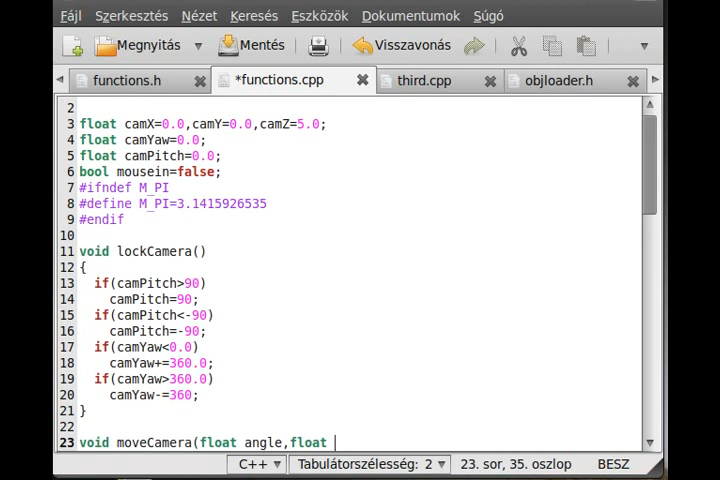 Fájl Szerkesztés Nézet Keresés Eszközök Dokumentumok Súgó
Megnyitás Mentés Visszavonás
functions.h *functions.cpp third.cpp objloader.h
2
3 float camX=0.0,camY=0.0,camZ=5.0;
4 float camYaw=0.0;
5 float camPitch=0.0;
6 bool mousein=false;
7 #ifndef M_PI
8 #define M_PI=3.1415926535
9 #endif
10
11 void lockCamera()
12 {
13 if(camPitch>90)
14 camPitch=90;
15 if(camPitch<-90)
16 camPitch=-90;
17 if(camYaw<0.0)
18 camYaw+=360.0;
19 if(camYaw>360.0)
20 camYaw-=360;
21 }
22
23 void moveCamera(float angle,float
C++ Tabulátorszélesség: 2 23. sor, 35. oszlop BESZ